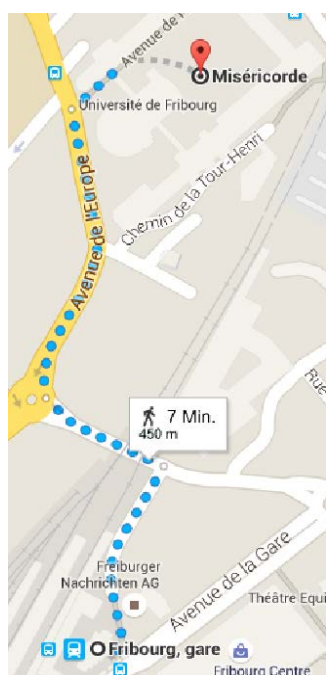 Avenue de
Miséricorde
Université de Fribourg
Avenue de l'Europe
Chemin de la Tour-Henri
7 Min.
450 m
Rue
Freiburger
Nachrichten AG
Avenue de la Gare
Théâtre Equi
Fribourg, gare
Fribourg Centre